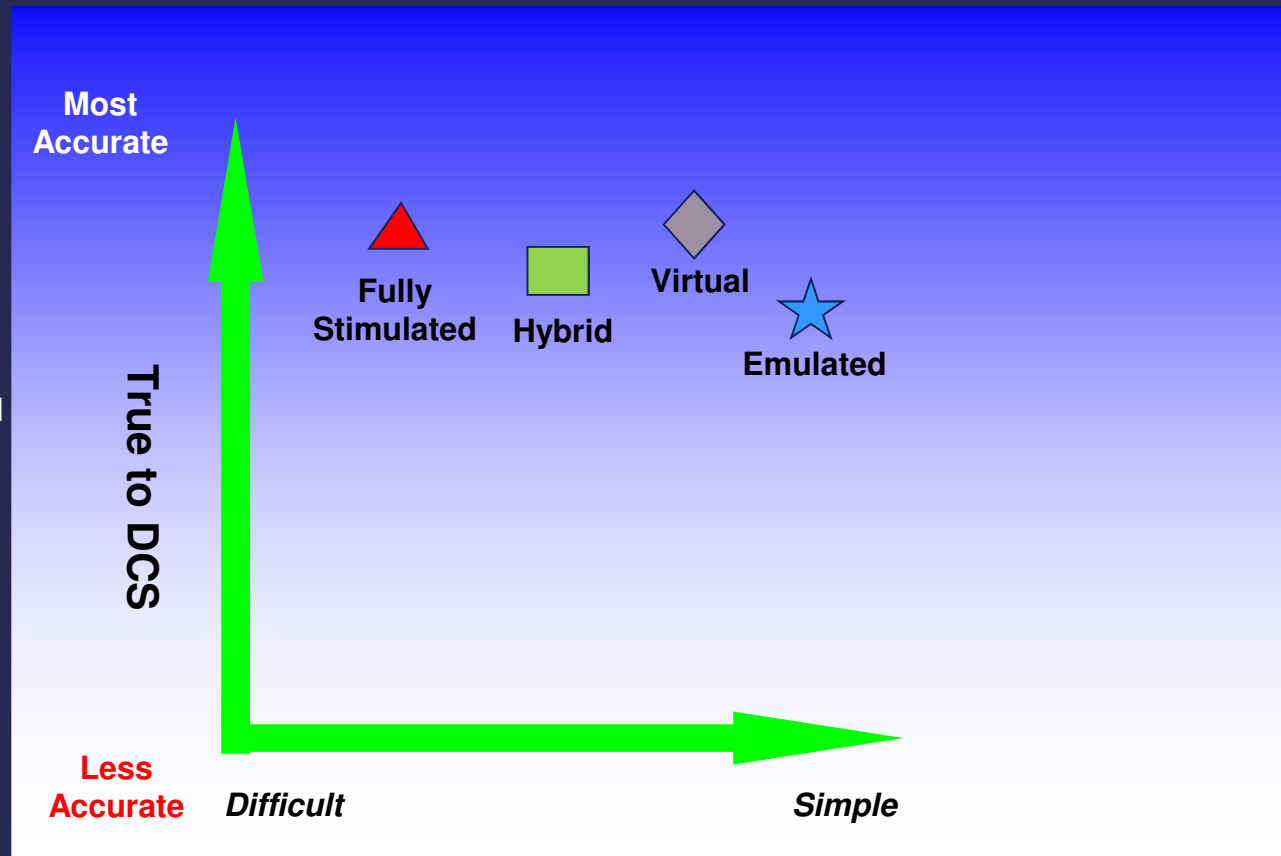 Most
Accurate
Fully
Stimulated
Hybrid
Virtual
Emulated
True to DCS
Less
Accurate
Difficult
Simple